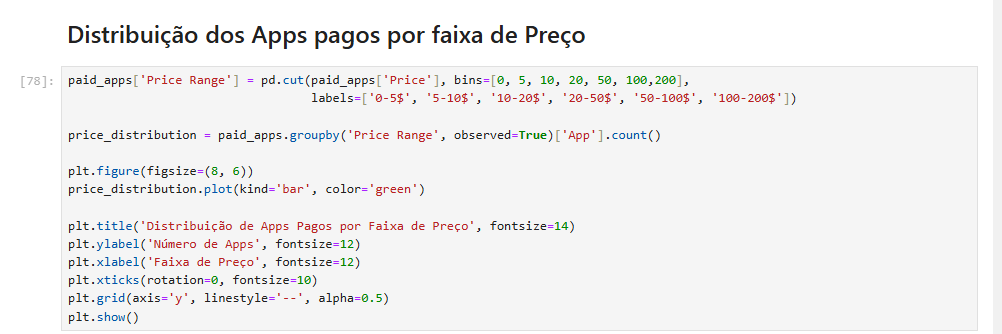 Distribuição dos Apps pagos por faixa de Preço
[78]: paid_apps['Price Range'] = pd.cut(paid_apps['Price'], bins=[0, 5, 10, 20, 50, 100,200],
labels=['0-5$', '5-10$', '10-20$', '20-50$', '50-100$', '100-200$'])
price_distribution = paid_apps.groupby('Price Range', observed=True)['App'].count()
plt.figure(figsize=(8, 6))
price_distribution.plot(kind='bar', color='green')
plt.title('Distribuição de Apps Pagos por Faixa de Preço', fontsize=14)
plt.ylabel('Número de Apps', fontsize=12)
plt.xlabel('Faixa de Preço', fontsize=12)
plt.xticks(rotation=0, fontsize=10)
plt.grid(axis='y', linestyle='--', alpha=0.5)
plt.show()